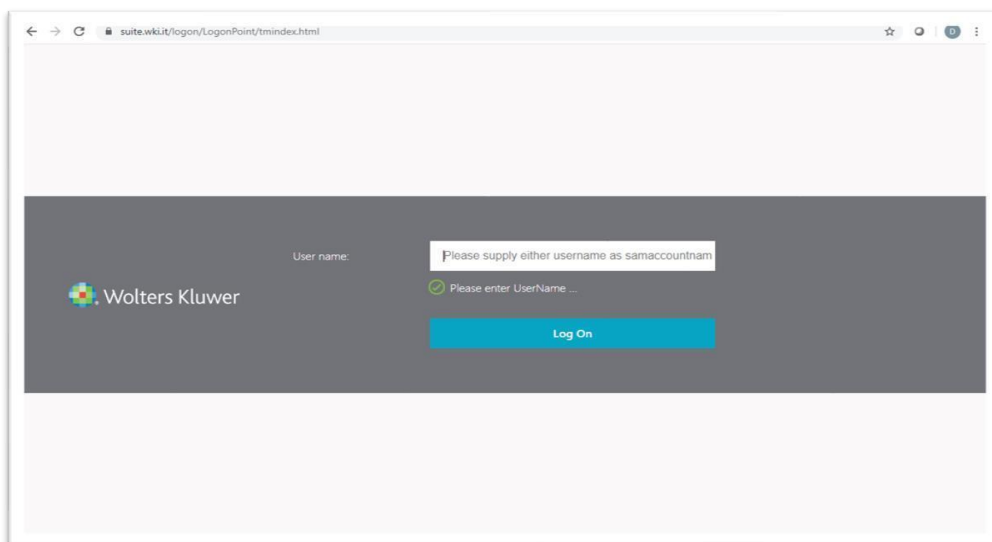 suite.wki.it/logon/LogonPoint/tmindex.html
D
User name:
Please supply either username as samaccountnam
Please enter UserName ...
Wolters Kluwer
Log On